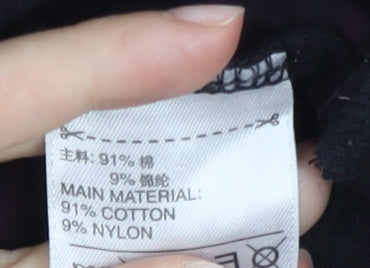 主料: 91% 棉
9% 锦纶
MAIN MATERIAL:
91% COTTON
9% NYLON